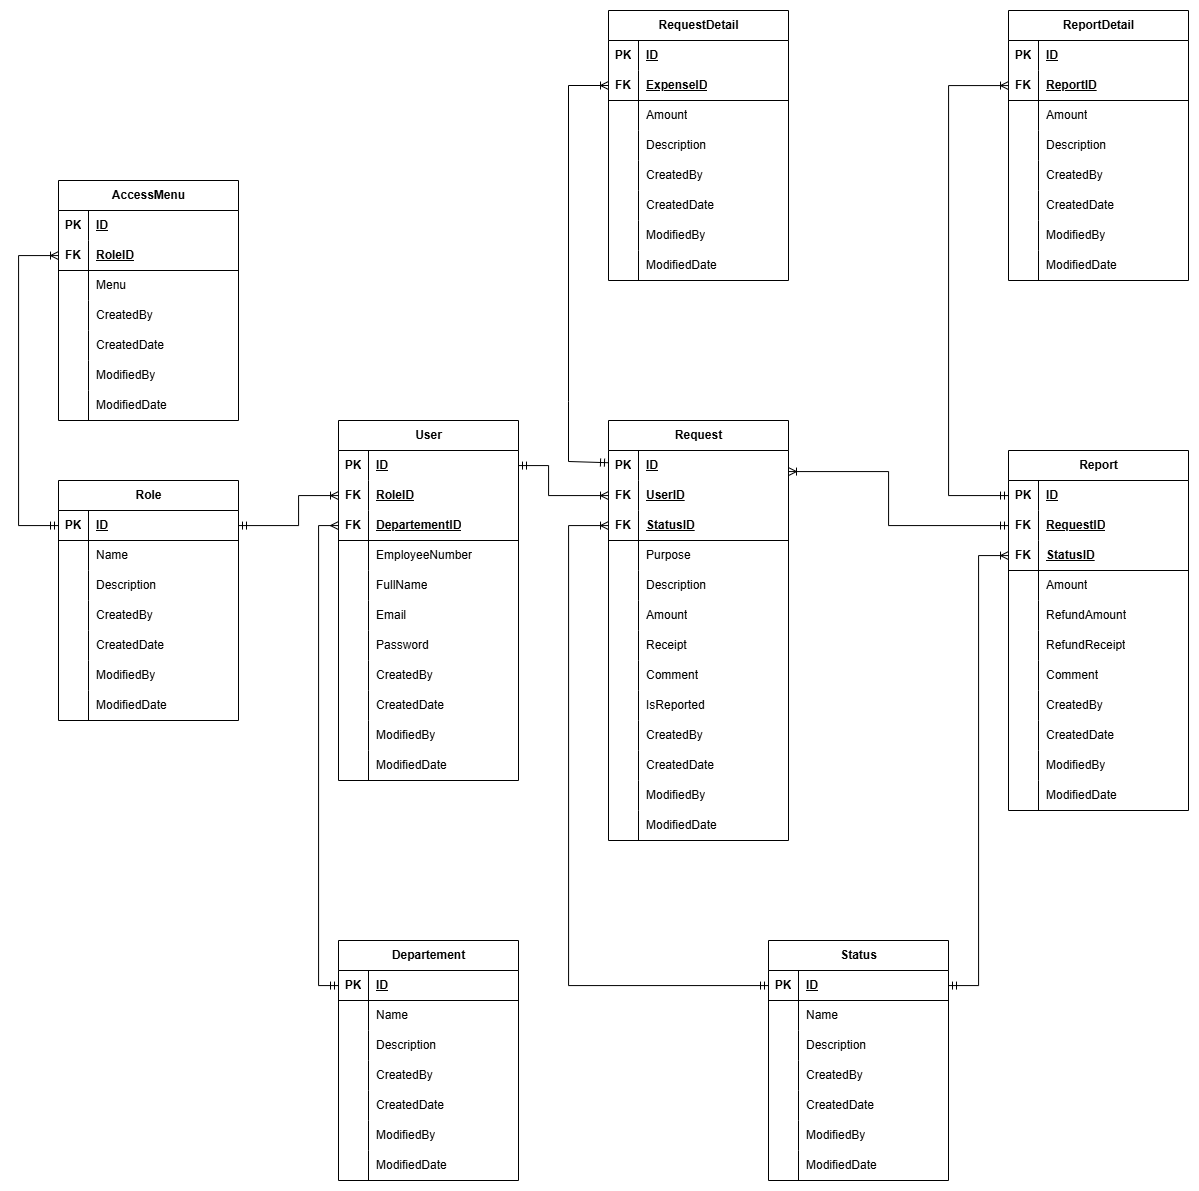 RequestDetail
PK ID
FK ExpenseID
Amount
Description
CreatedBy
CreatedDate
ModifiedBy
ModifiedDate
ReportDetail
PK ID
FK ReportID
Amount
Description
CreatedBy
CreatedDate
ModifiedBy
ModifiedDate
AccessMenu
PK ID
FK RoleID
Menu
CreatedBy
CreatedDate
ModifiedBy
ModifiedDate
Role
PK ID
Name
Description
CreatedBy
CreatedDate
ModifiedBy
ModifiedDate
User
PK ID
FK RoleID
FK DepartementID
EmployeeNumber
FullName
Email
Password
CreatedBy
CreatedDate
ModifiedBy
ModifiedDate
Request
PK ID
FK UserID
FK StatusID
Purpose
Description
Amount
Receipt
Comment
IsReported
CreatedBy
CreatedDate
ModifiedBy
ModifiedDate
Report
PK ID
FK RequestID
FK StatusID
Amount
RefundAmount
RefundReceipt
Comment
CreatedBy
CreatedDate
ModifiedBy
ModifiedDate
Departement
PK ID
Name
Description
CreatedBy
CreatedDate
ModifiedBy
ModifiedDate
Status
PK ID
Name
Description
CreatedBy
CreatedDate
ModifiedBy
ModifiedDate